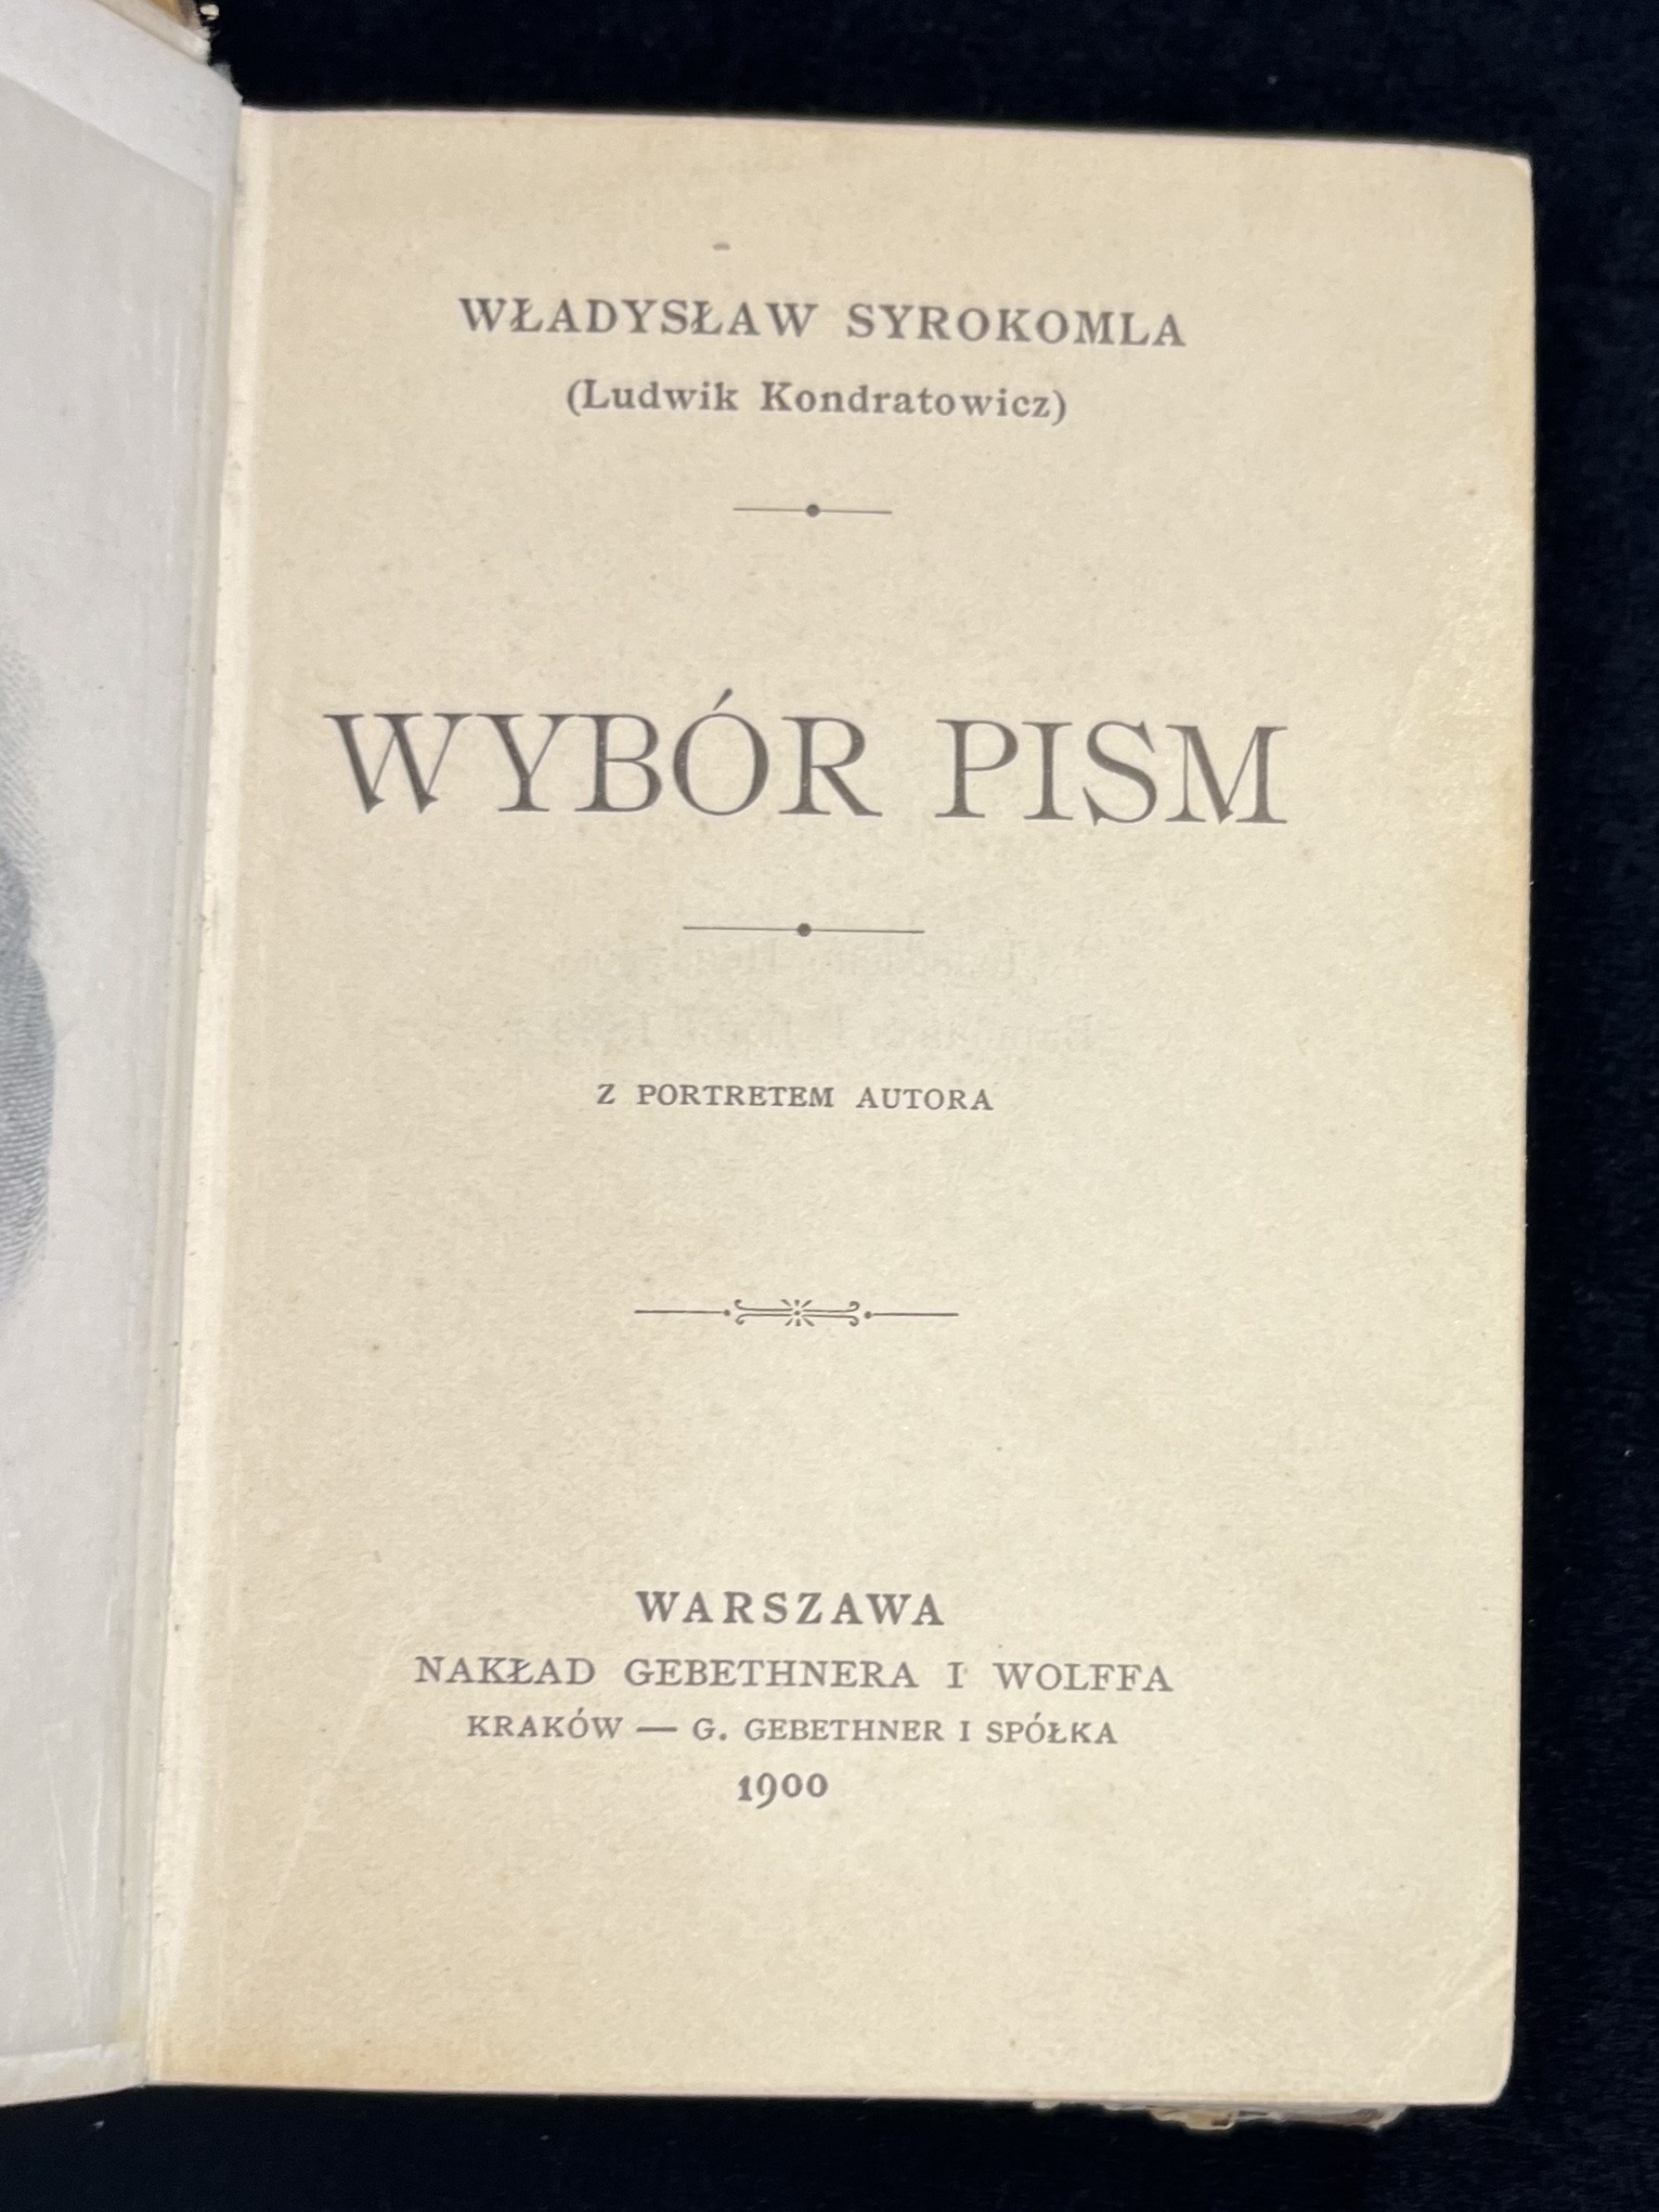 WŁADYSŁAW SYROKOMLA
(Ludwik Kondratowicz)
WYBÓR PISM
Z PORTRETEM AUTORA
WARSZAWA
NAKŁAD GEBETHNERA I WOLFFA
KRAKÓW — G. GEBETHNER I SPÓŁKA
1900